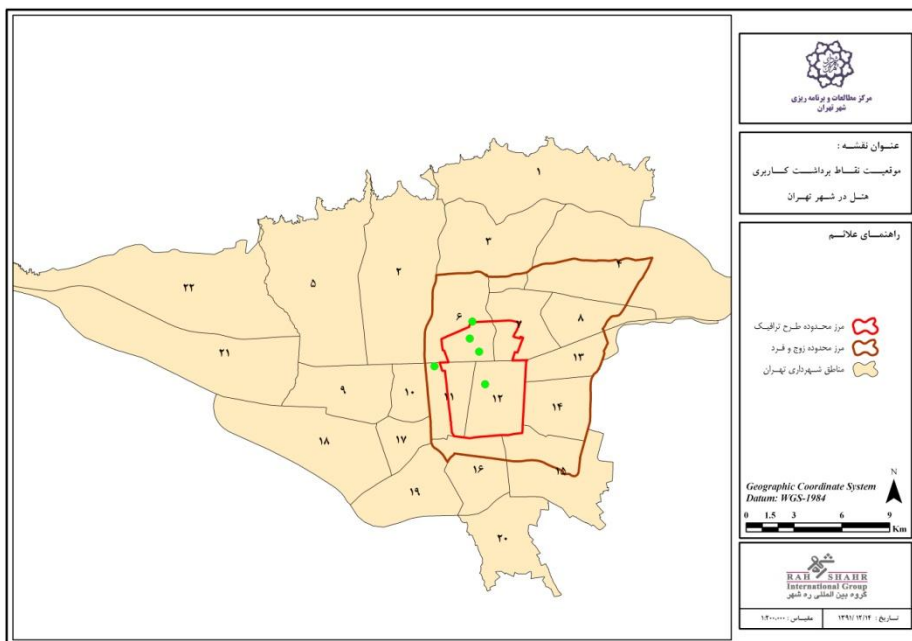 ۱
۳
۴
۲
۵
۲۲
۶
۷
۸
۲۱
۱۳
۹
۱۰
۱۱
۱۲
۱۴
۱۸
۱۷
۱۶
۱۵
۱۹
۲۰
مرکز مطالعات و برنامه ریزی
شهر تهران
عنوان نقشه :
موقعیت نقاط برداشت کاربری
هتل در شهر تهران
راهنمای علائم
مرز محدوده طرح ترافیک
مرز محدوده زوج و فرد
مناطق شهرداری تهران
N
Geographic Coordinate System
Datum: WGS-1984
0 1.5 3 6 9
Km
RAH SHAHR
International Group
گروه بین المللی ره شهر
تاریخ : ۱۳۹۱/۱۲/۱۴
مقیاس : ۱:۲۰۰,۰۰۰